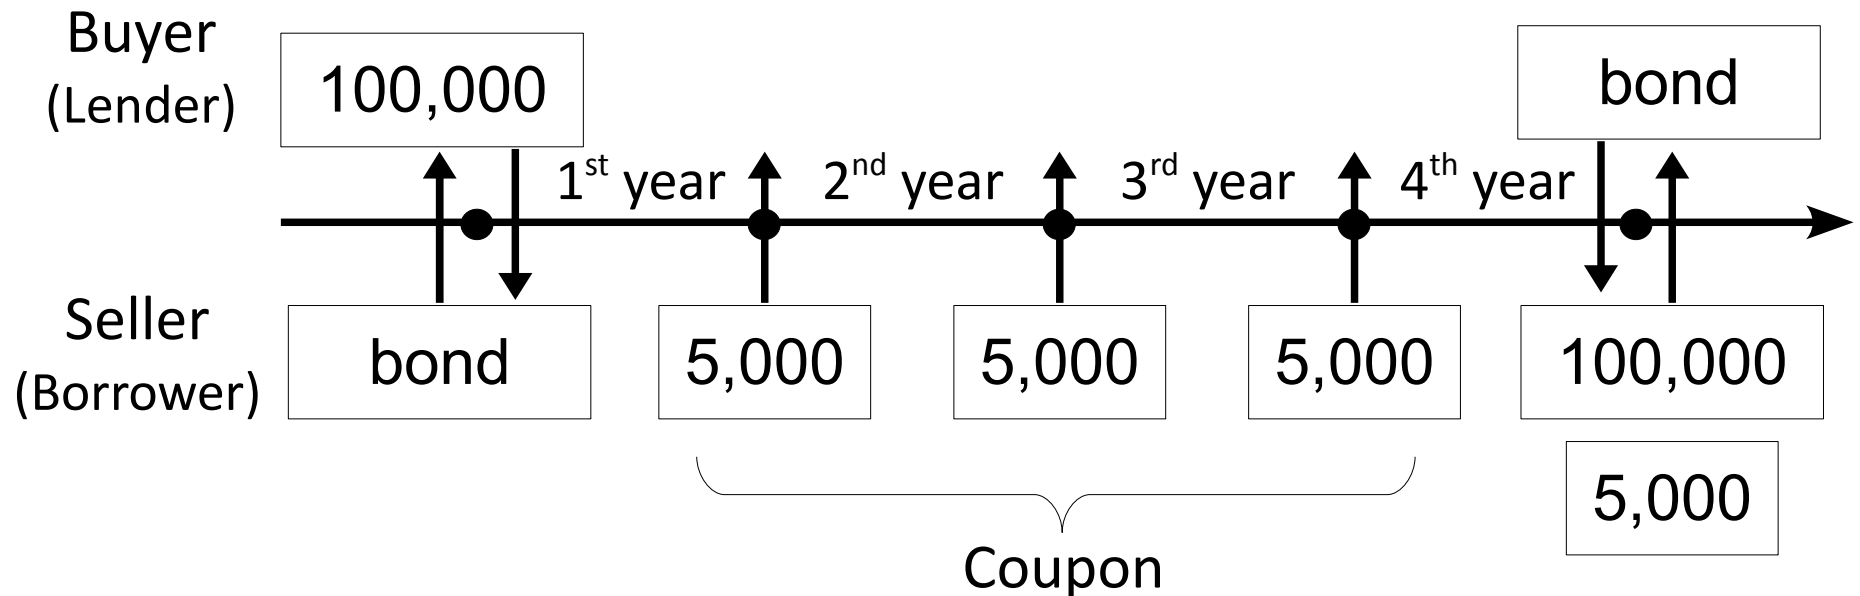 Buyer
(Lender)
100,000
bond
1st year
2nd year
3rd year
4th year
Seller
(Borrower)
bond
5,000
5,000
5,000
100,000
5,000
Coupon